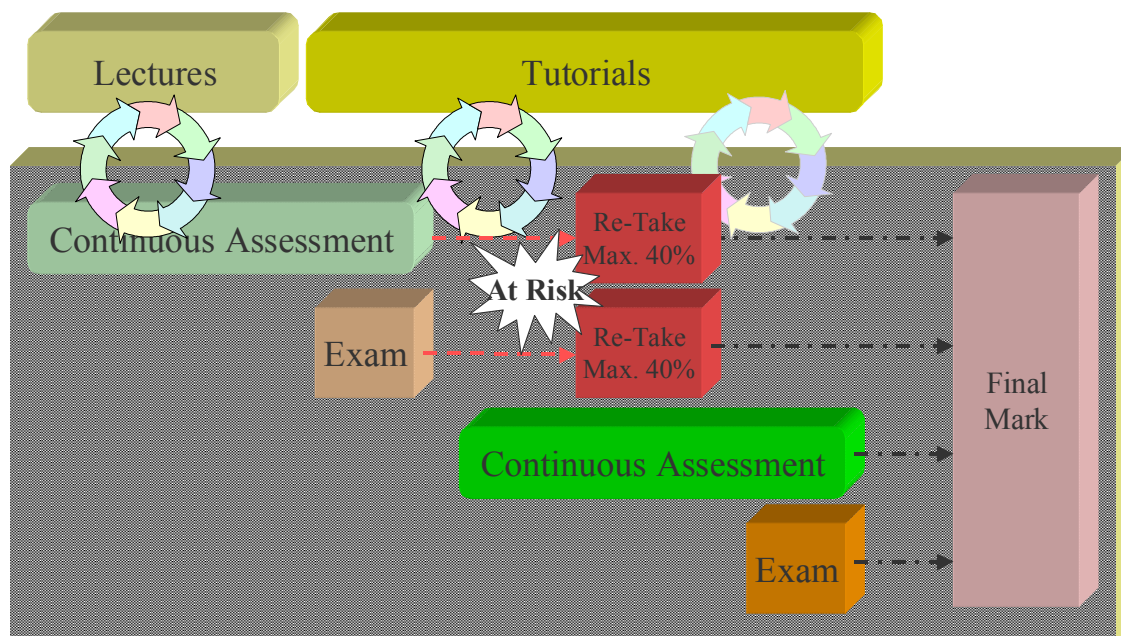 Lectures
Tutorials
Continuous Assessment
Re-Take
Max. 40%
At Risk
Exam
Re-Take
Max. 40%
Final
Mark
Continuous Assessment
Exam